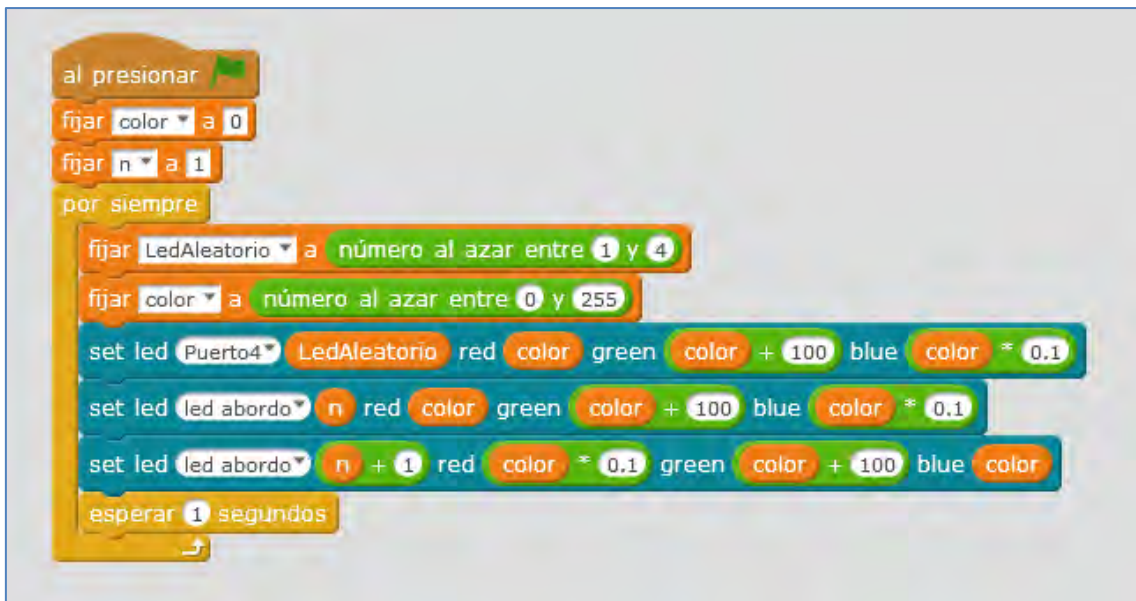 al presionar
fijar color a 0
fijar n a 1
por siempre
fijar LedAleatorio a número al azar entre 1 y 4
fijar color a número al azar entre 0 y 255
set led Puerto4 LedAleatorio red color green color + 100 blue color * 0.1
set led led abordo n red color green color + 100 blue color * 0.1
set led led abordo n + 1 red color * 0.1 green color + 100 blue color
esperar 1 segundos